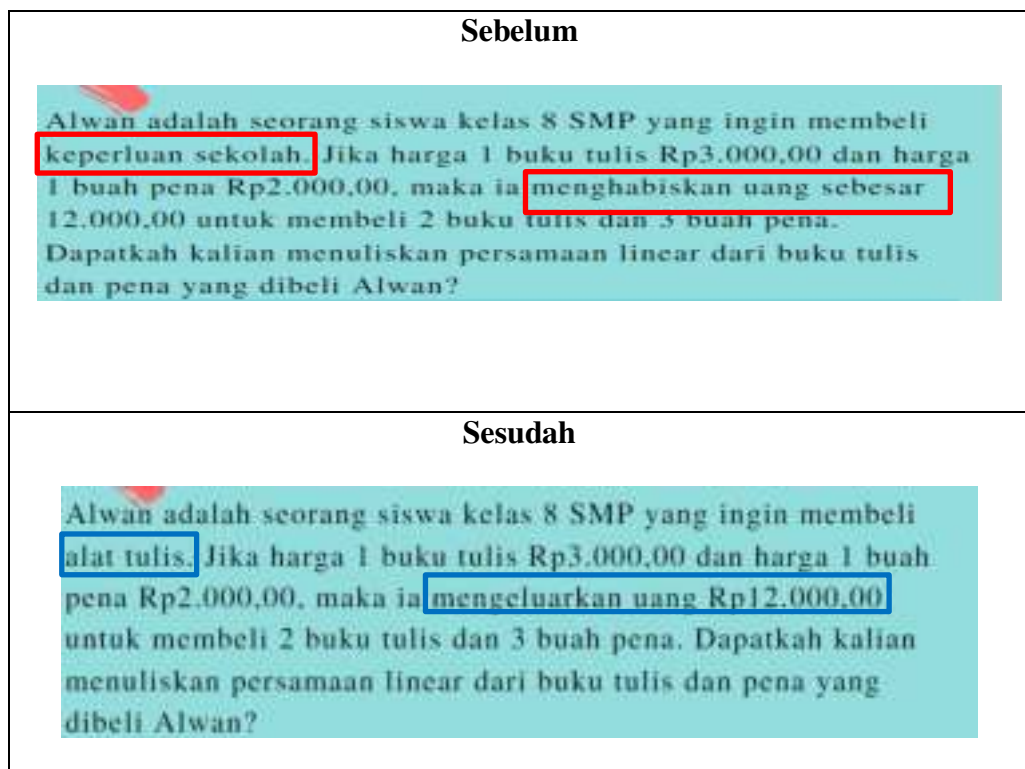 Sebelum
Alwan adalah seorang siswa kelas 8 SMP yang ingin membeli
keperluan sekolah. Jika harga 1 buku tulis Rp3.000,00 dan harga
1 buah pena Rp2.000,00, maka ia menghabiskan uang sebesar
12.000,00 untuk membeli 2 buku tulis dan 3 buah pena.
Dapatkah kalian menuliskan persamaan linear dari buku tulis
dan pena yang dibeli Alwan?
Sesudah
Alwan adalah seorang siswa kelas 8 SMP yang ingin membeli
alat tulis. Jika harga 1 buku tulis Rp3.000,00 dan harga 1 buah
pena Rp2.000,00, maka ia mengeluarkan uang Rp12.000,00
untuk membeli 2 buku tulis dan 3 buah pena. Dapatkah kalian
menuliskan persamaan linear dari buku tulis dan pena yang
dibeli Alwan?